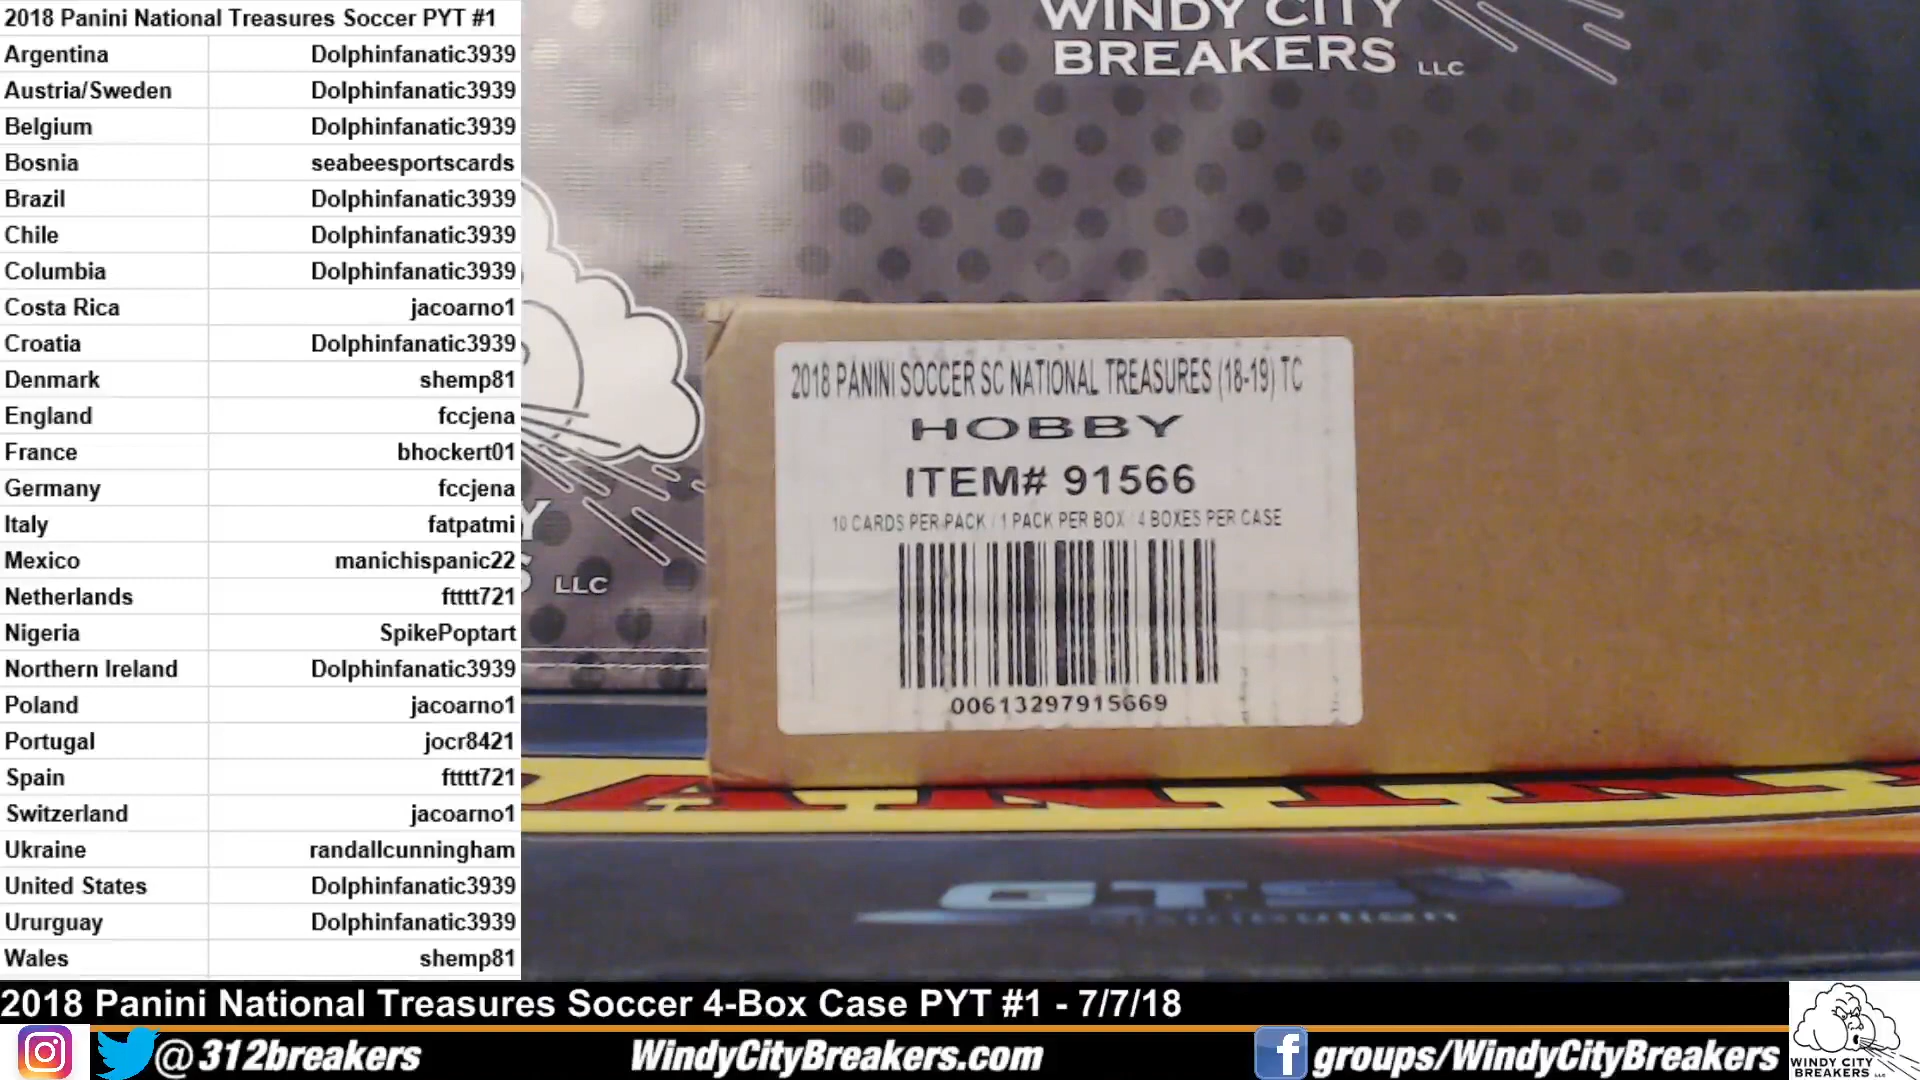 2018 Panini National Treasures Soccer PYT #1
Argentina Dolphinfanatic3939
Austria/Sweden Dolphinfanatic3939
Belgium Dolphinfanatic3939
Bosnia seabeesportscards
Brazil Dolphinfanatic3939
Chile Dolphinfanatic3939
Columbia Dolphinfanatic3939
Costa Rica jacoarno1
Croatia Dolphinfanatic3939
Denmark shemp81
England fccjena
France bhockert01
Germany fccjena
Italy fatpatmi
Mexico manichispanic22
Netherlands ftttt721
Nigeria SpikePoptart
Northern Ireland Dolphinfanatic3939
Poland jacoarno1
Portugal jocr8421
Spain ftttt721
Switzerland jacoarno1
Ukraine randallcunningham
United States Dolphinfanatic3939
Ururguay Dolphinfanatic3939
Wales shemp81
WINDY CITY
BREAKERS LLC
LLC
2018 PANINI SOCCER SC NATIONAL TREASURES (18-19) TC
HOBBY
ITEM# 91566
10 CARDS PER PACK / 1 PACK PER BOX / 4 BOXES PER CASE
00613297915669
GTS
Distribution
2018 Panini National Treasures Soccer 4-Box Case PYT #1 - 7/7/18
@312breakers
WindyCityBreakers.com
f groups/WindyCityBreakers
WINDY CITY
BREAKERS LLC